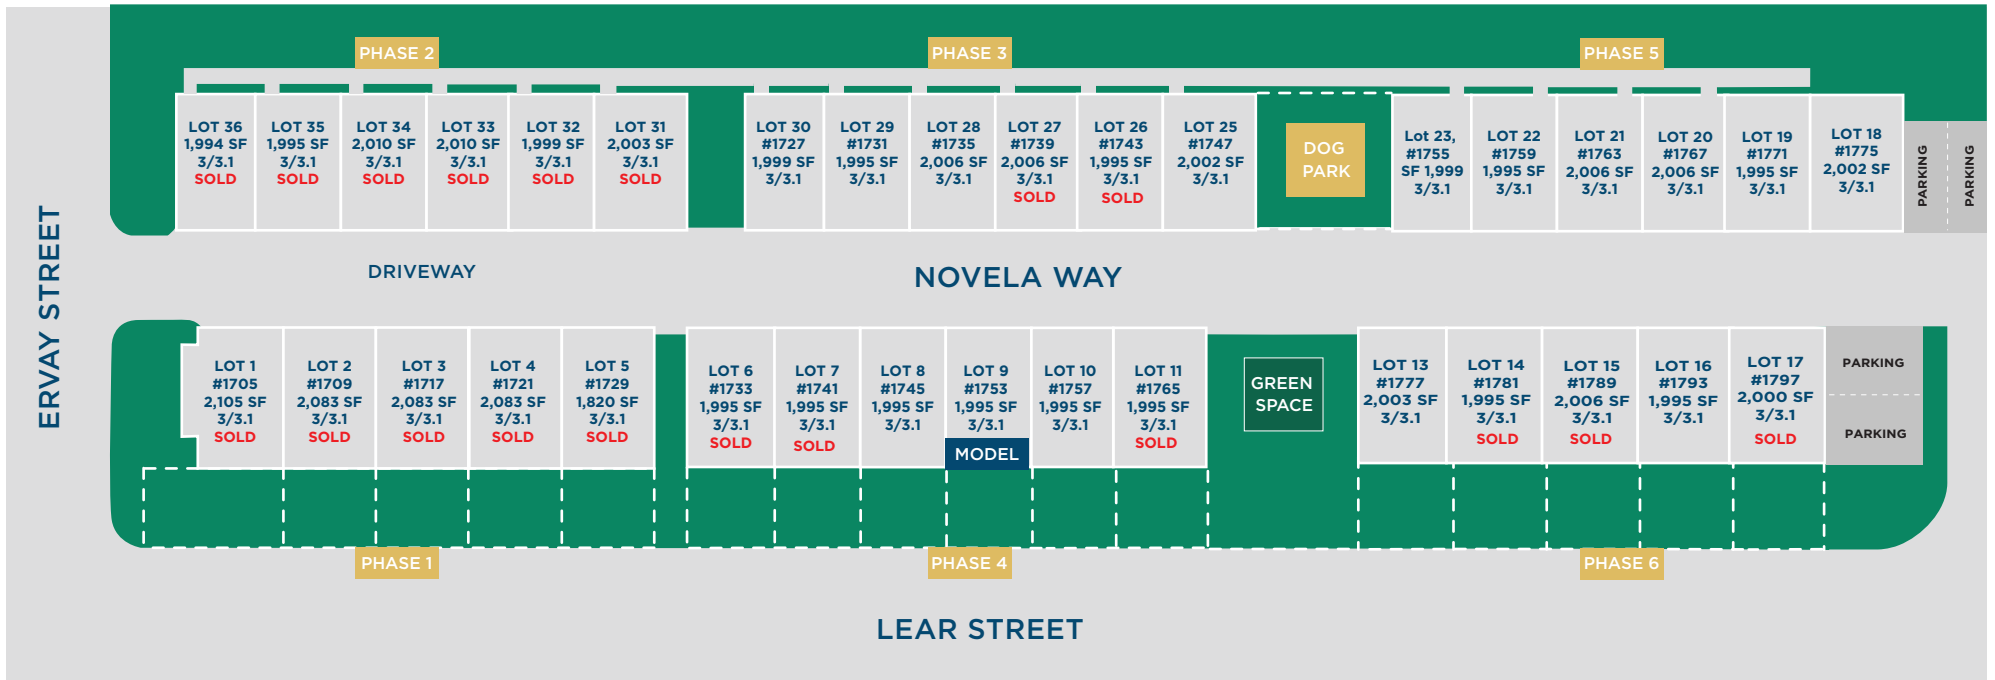 PHASE 2
PHASE 3
PHASE 5
LOT 36
1,994 SF
3/3.1
SOLD
LOT 35
1,995 SF
3/3.1
SOLD
LOT 34
2,010 SF
3/3.1
SOLD
LOT 33
2,010 SF
3/3.1
SOLD
LOT 32
1,999 SF
3/3.1
SOLD
LOT 31
2,003 SF
3/3.1
SOLD
LOT 30
#1727
1,999 SF
3/3.1
LOT 29
#1731
1,995 SF
3/3.1
LOT 28
#1735
2,006 SF
3/3.1
LOT 27
#1739
2,006 SF
3/3.1
SOLD
LOT 26
#1743
1,995 SF
3/3.1
SOLD
LOT 25
#1747
2,002 SF
3/3.1
DOG
PARK
Lot 23,
#1755
SF 1,999
3/3.1
LOT 22
#1759
1,995 SF
3/3.1
LOT 21
#1763
2,006 SF
3/3.1
LOT 20
#1767
2,006 SF
3/3.1
LOT 19
#1771
1,995 SF
3/3.1
LOT 18
#1775
2,002 SF
3/3.1
PARKING
PARKING
ERVAY STREET
DRIVEWAY
NOVELA WAY
LOT 1
#1705
2,105 SF
3/3.1
SOLD
LOT 2
#1709
2,083 SF
3/3.1
SOLD
LOT 3
#1717
2,083 SF
3/3.1
SOLD
LOT 4
#1721
2,083 SF
3/3.1
SOLD
LOT 5
#1729
1,820 SF
3/3.1
SOLD
LOT 6
#1733
1,995 SF
3/3.1
SOLD
LOT 7
#1741
1,995 SF
3/3.1
SOLD
LOT 8
#1745
1,995 SF
3/3.1
LOT 9
#1753
1,995 SF
3/3.1
MODEL
LOT 10
#1757
1,995 SF
3/3.1
LOT 11
#1765
1,995 SF
3/3.1
SOLD
GREEN
SPACE
LOT 13
#1777
2,003 SF
3/3.1
LOT 14
#1781
1,995 SF
3/3.1
SOLD
LOT 15
#1789
2,006 SF
3/3.1
SOLD
LOT 16
#1793
1,995 SF
3/3.1
LOT 17
#1797
2,000 SF
3/3.1
SOLD
PARKING
PARKING
PHASE 1
PHASE 4
PHASE 6
LEAR STREET